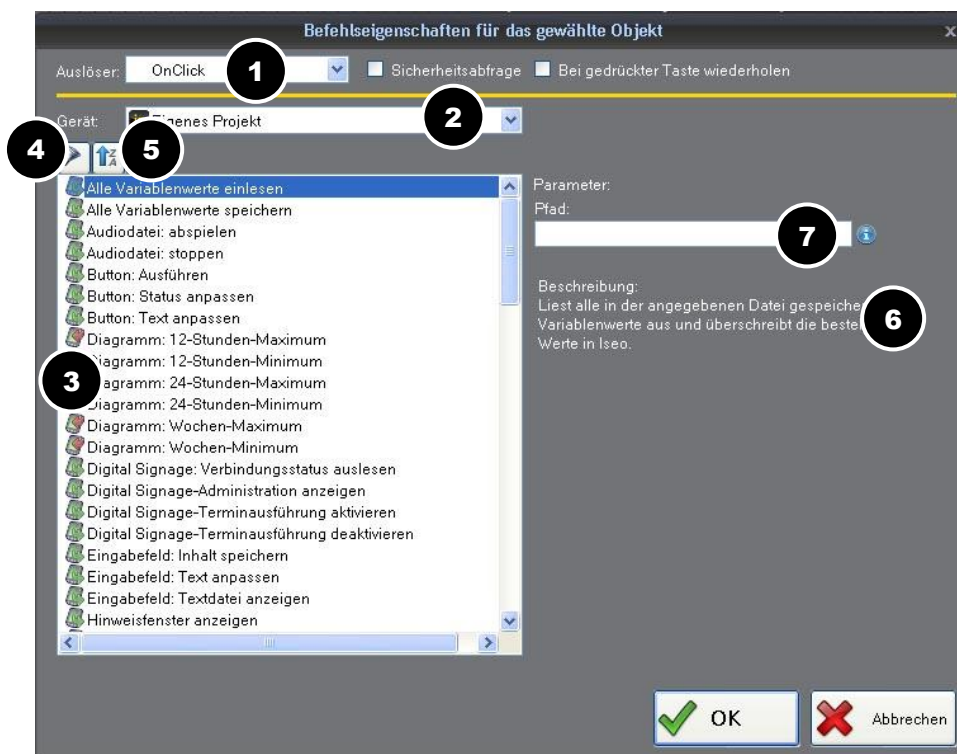 Befehlseigenschaften für das gewählte Objekt
x
Auslöser: OnClick 1 Sicherheitsabfrage Bei gedrückter Taste wiederholen
Gerät: Eigenes Projekt 2
4 Z A 5
Alle Variablenwerte einlesen
Alle Variablenwerte speichern
Audiodatei: abspielen
Audiodatei: stoppen
Button: Ausführen
Button: Status anpassen
Button: Text anpassen
Diagramm: 12-Stunden-Maximum
Diagramm: 12-Stunden-Minimum
3 Diagramm: 24-Stunden-Maximum
Diagramm: 24-Stunden-Minimum
Diagramm: Wochen-Maximum
Diagramm: Wochen-Minimum
Digital Signage: Verbindungsstatus auslesen
Digital Signage-Administration anzeigen
Digital Signage-Terminausführung aktivieren
Digital Signage-Terminausführung deaktivieren
Eingabefeld: Inhalt speichern
Eingabefeld: Text anpassen
Eingabefeld: Textdatei anzeigen
Hinweisfenster anzeigen
Parameter:
Pfad:
7
Beschreibung:
Liest alle in der angegebenen Datei
Variablenwerte aus und überschreibt die 6
Werte in Iseo.
OK Abbrechen